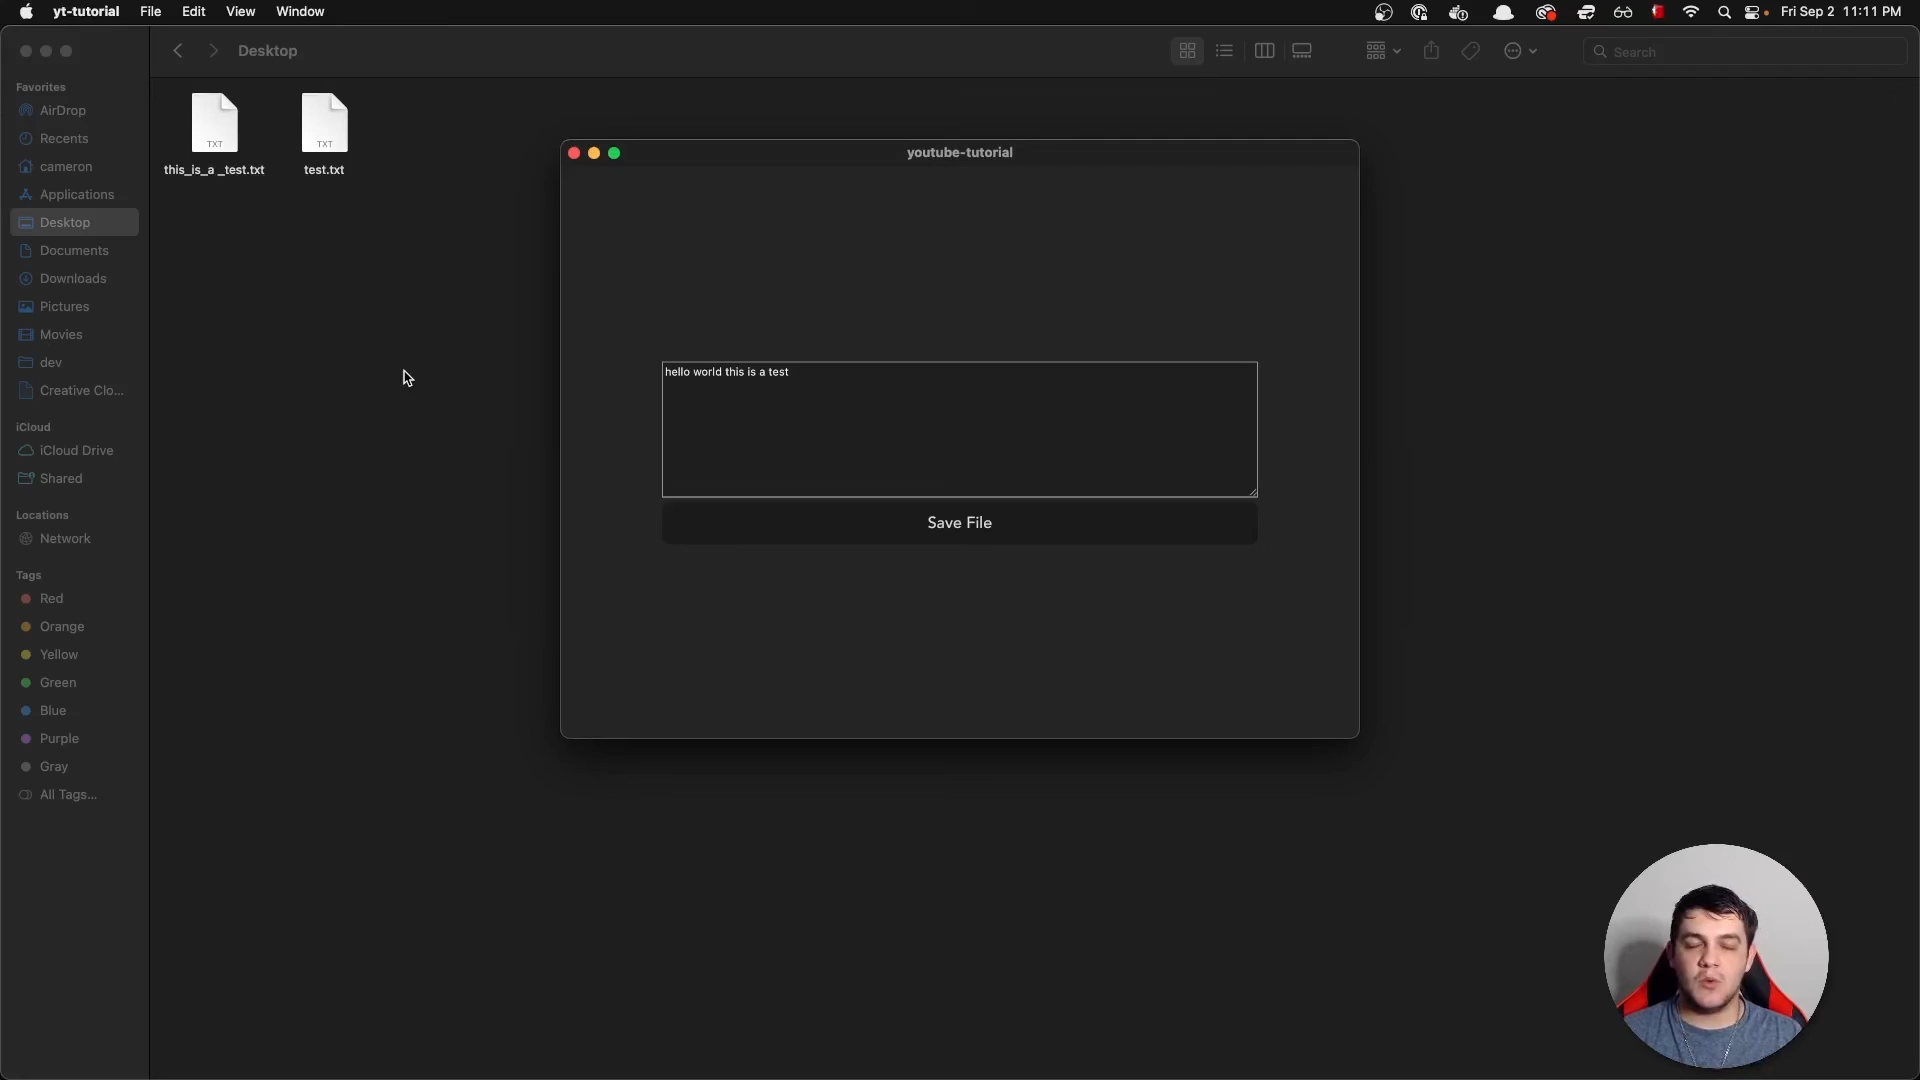 yt-tutorial File Edit View Window
Fri Sep 2 11:11 PM
Desktop
Search
Favorites
AirDrop
Recents
cameron
Applications
Desktop
Documents
Downloads
Pictures
Movies
dev
Creative Clo...
iCloud
iCloud Drive
Shared
Locations
Network
Tags
Red
Orange
Yellow
Green
Blue
Purple
Gray
All Tags...
TXT
this_is_a _test.txt
TXT
test.txt
youtube-tutorial
hello world this is a test
Save File